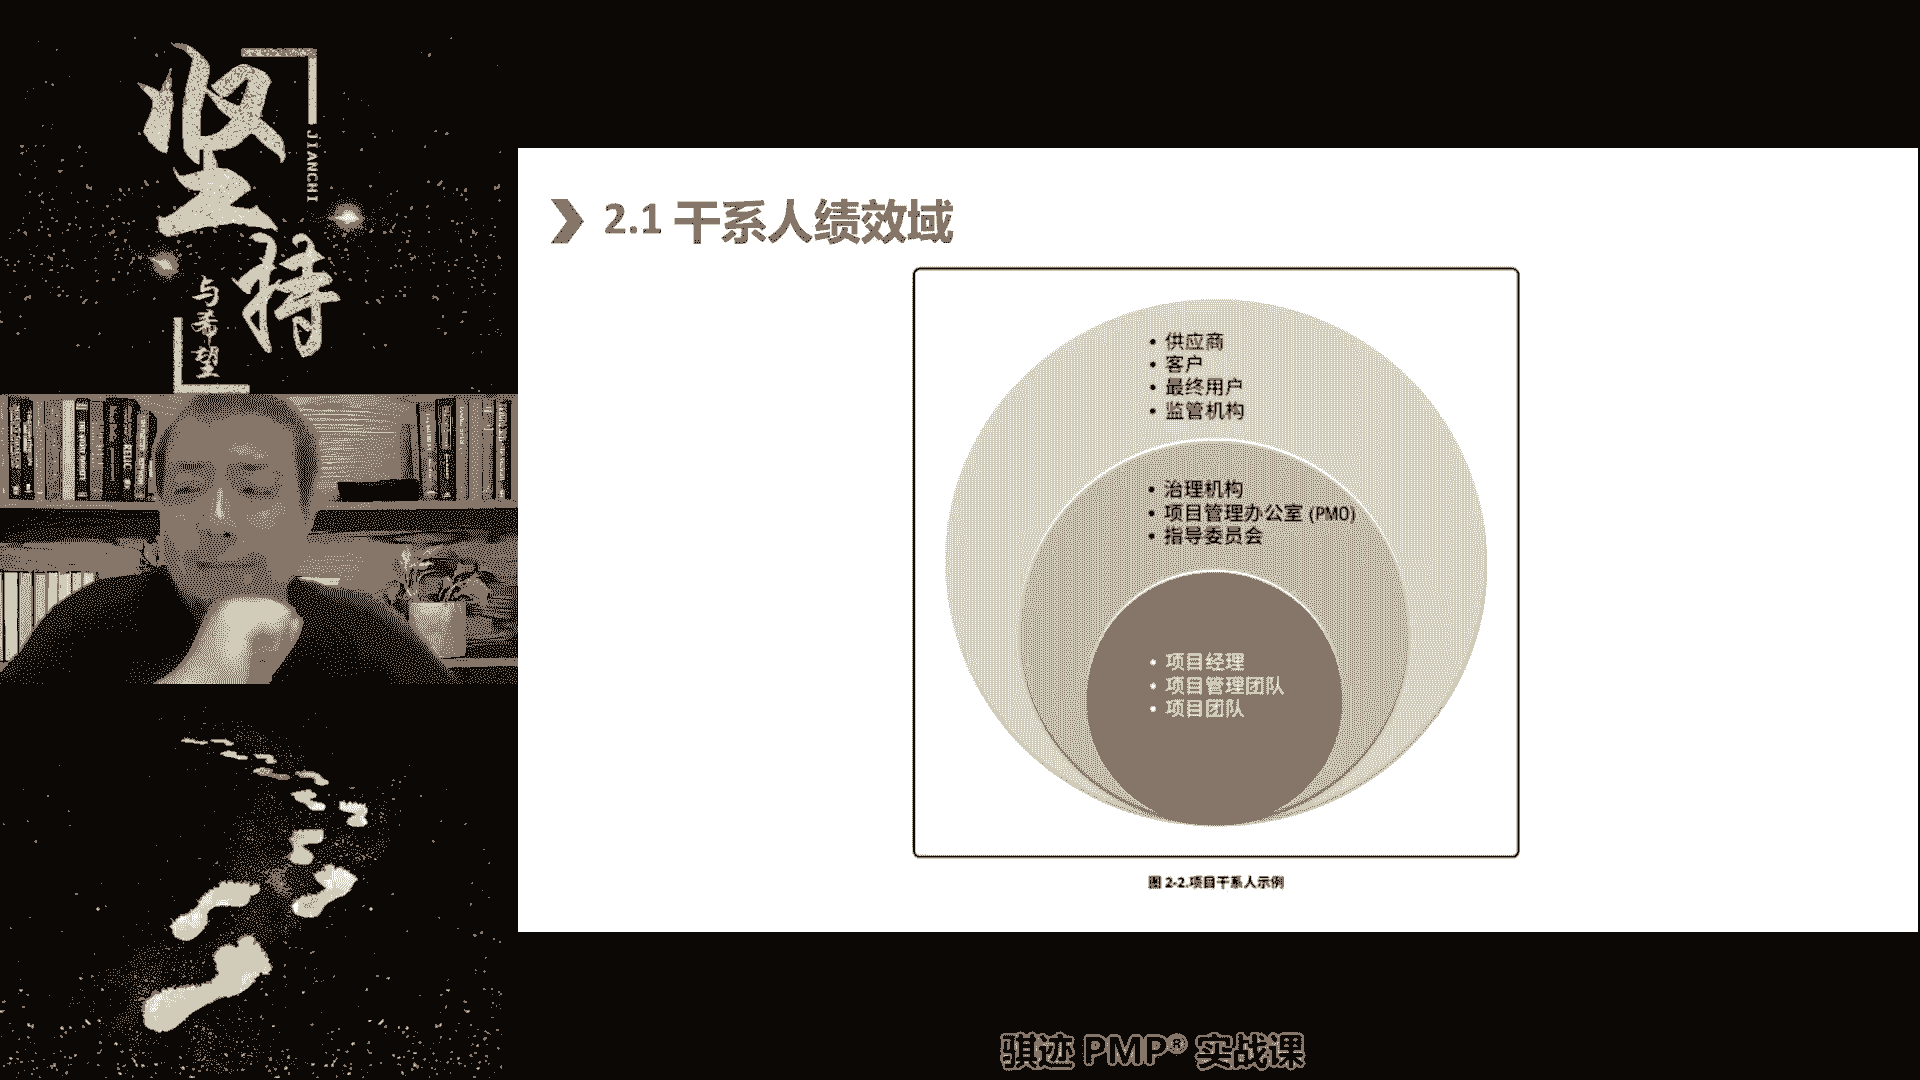 坚持
JIANCHI
与希望
2.1 干系人绩效域
• 供应商
• 客户
• 最终用户
• 监管机构
• 治理机构
• 项目管理办公室 (PMO)
• 指导委员会
• 项目经理
• 项目管理团队
• 项目团队
图 2-2.项目干系人示例
骐迹 PMP® 实战课